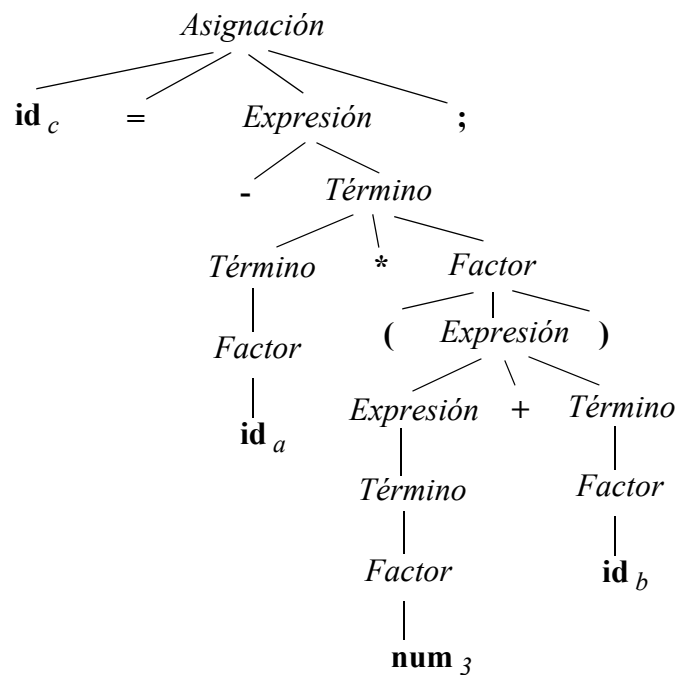 Asignación
id c = Expresión ;
- Término
Término * Factor
Factor ( Expresión )
id a Expresión + Término
Término Factor
Factor id b
num 3